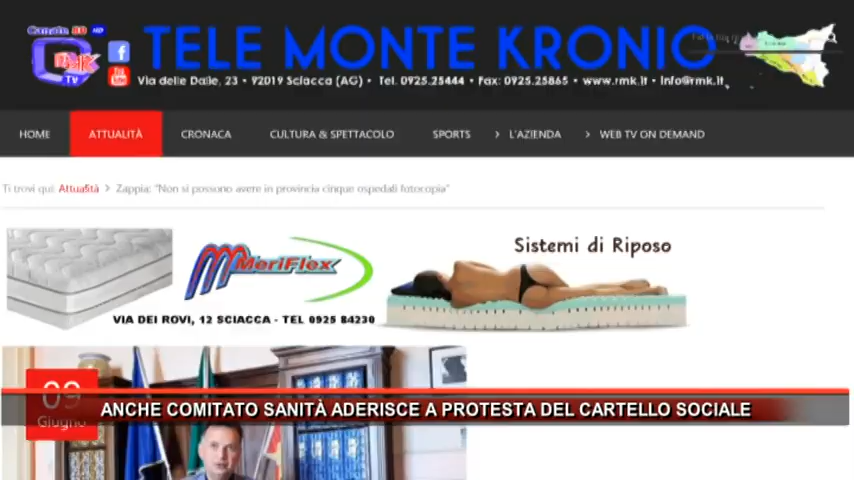 Canale 80 HD
RMK
TV
You
Tube
TELE MONTE KRONIO
Via delle Dalie, 23 • 92019 Sciacca (AG) • Tel. 0925.25444 • Fax: 0925.25865 • www.rmk.it • info@rmk.it
HOME ATTUALITÀ CRONACA CULTURA & SPETTACOLO SPORTS L'AZIENDA WEB TV ON DEMAND
Ti trovi qui: Attualità Zappia: "Non si possono avere in provincia cinque ospedali fotocopia"
MeriFlex
Sistemi di Riposo
VIA DEI ROVI, 12 SCIACCA - TEL 0925 84230
09
Giugno
ANCHE COMITATO SANITÀ ADERISCE A PROTESTA DEL CARTELLO SOCIALE